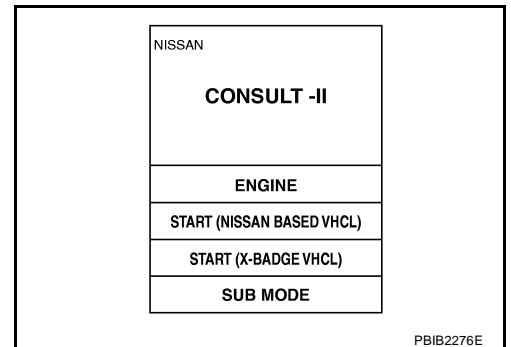 NISSAN
CONSULT -II
ENGINE
START (NISSAN BASED VHCL)
START (X-BADGE VHCL)
SUB MODE
PBIB2276E